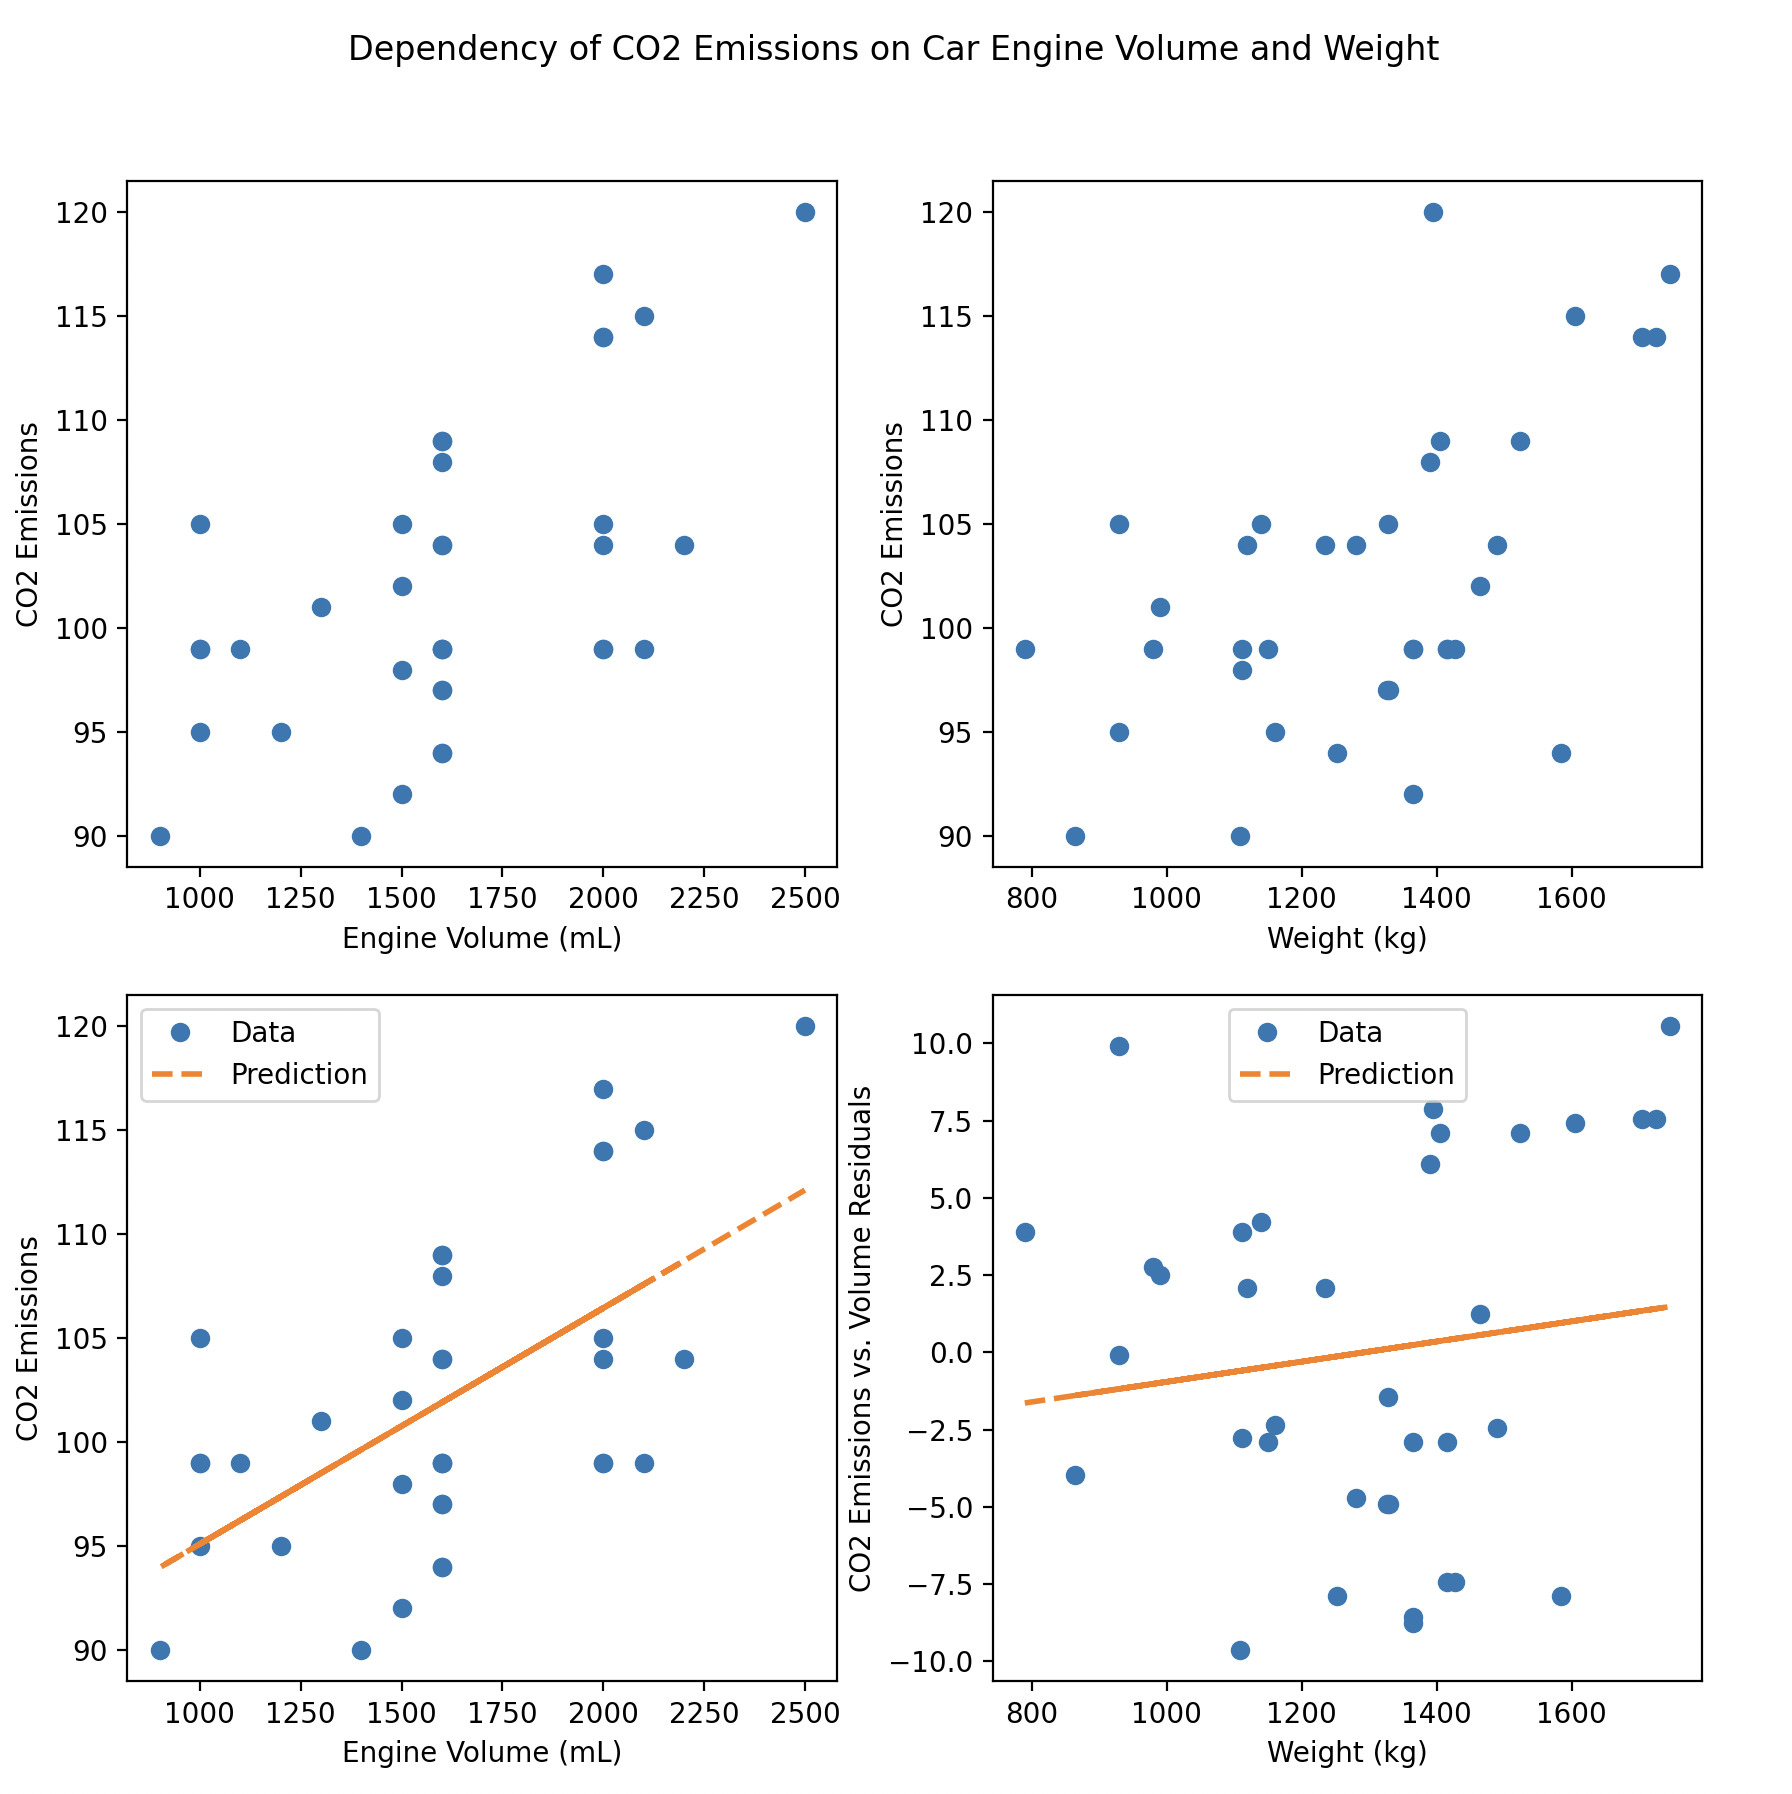 Dependency of CO2 Emissions on Car Engine Volume and Weight
CO2 Emissions
120
115
110
105
100
95
90
1000 1250 1500 1750 2000 2250 2500
Engine Volume (mL)
CO2 Emissions
120
115
110
105
100
95
90
800 1000 1200 1400 1600
Weight (kg)
CO2 Emissions
120
115
110
105
100
95
90
Data
Prediction
1000 1250 1500 1750 2000 2250 2500
Engine Volume (mL)
CO2 Emissions vs. Volume Residuals
10.0
7.5
5.0
2.5
0.0
−2.5
−5.0
−7.5
−10.0
Data
Prediction
800 1000 1200 1400 1600
Weight (kg)